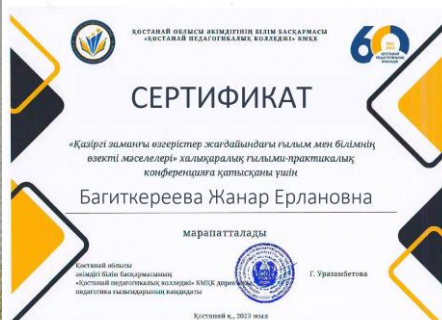 ҚОСТАНАЙ ОБЛЫСЫ ӘКІМДІГІНІҢ БІЛІМ БАСҚАРМАСЫ
«ҚОСТАНАЙ ПЕДАГОГИКАЛЫҚ КОЛЛЕДЖІ» КМҚК
60
СЕРТИФИКАТ
«Қазіргі заманғы өзгерістер жағдайындағы ғылым мен білімнің
өзекті мәселелері» халықаралық ғылыми-практикалық
конференцияға қатысқаны үшін
Багиткереева Жанар Ерлановна
марапатталады
Қостанай облысы
әкімдігі білім басқармасының
«Қостанай педагогикалық колледжі» КМҚК
педагогика ғылымдарының кандидаты
Г. Уразамбетова
Қостанай қ., 2023 жыл